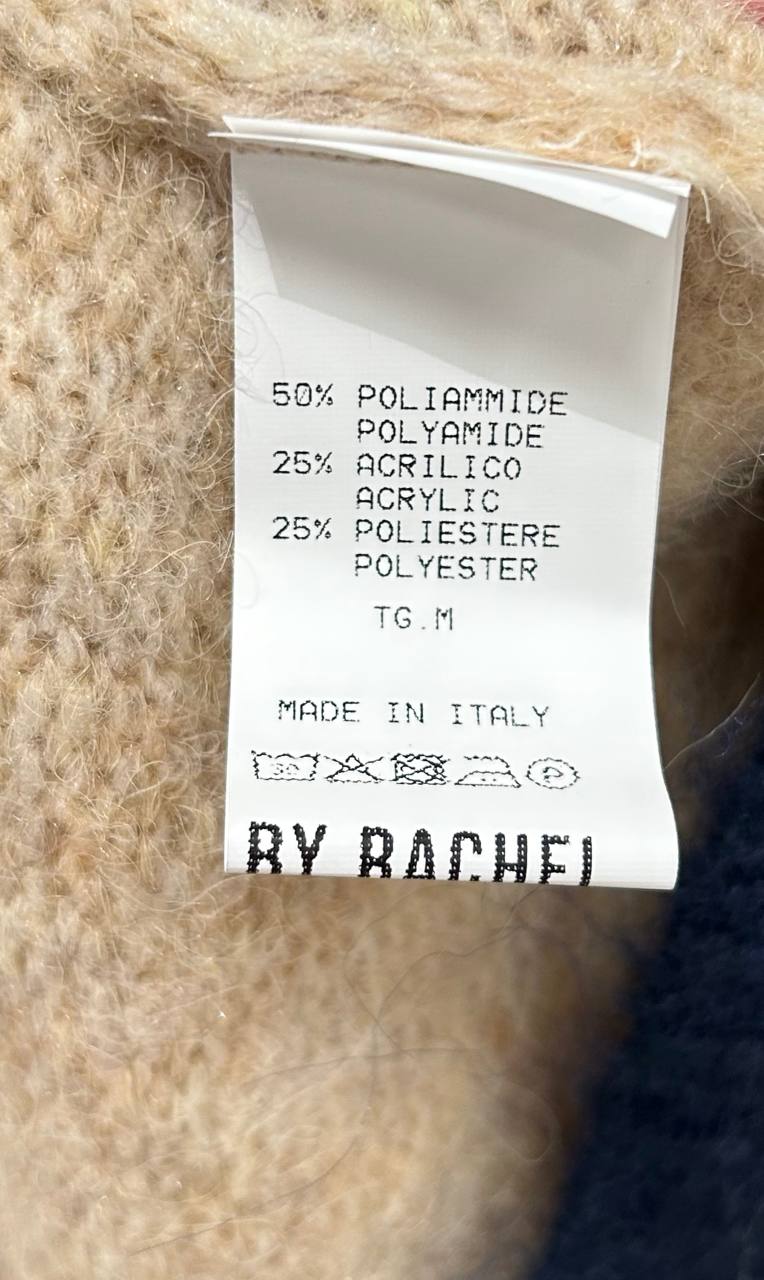 50% POLIAMMIDE
POLYAMIDE
25% ACRILICO
ACRYLIC
25% POLIESTERE
POLYESTER
TG.M
MADE IN ITALY
30
P
BY RACHEL